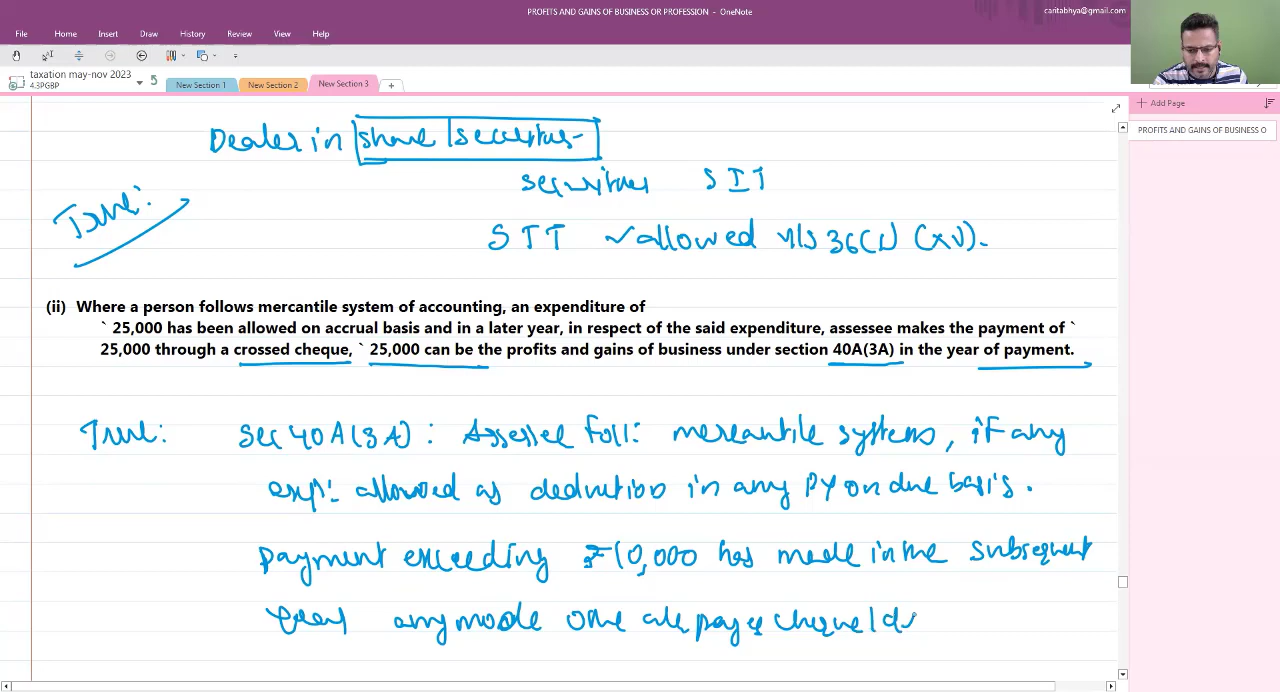 PROFITS AND GAINS OF BUSINESS OR PROFESSION - OneNote
caritabhya@gmail.com
File Home Insert Draw History Review View Help
taxation may-nov 2023
4.3PGBP
New Section 1 New Section 2 New Section 3 +
Add Page
PROFITS AND GAINS OF BUSINESS O
Dealer in share/securities
securities STT
True:
STT allowed u/s 36(1)(xv).
(ii) Where a person follows mercantile system of accounting, an expenditure of
` 25,000 has been allowed on accrual basis and in a later year, in respect of the said expenditure, assessee makes the payment of `
25,000 through a crossed cheque, ` 25,000 can be the profits and gains of business under section 40A(3A) in the year of payment.
True: Sec 40A(3A): Assessee foll: mercantile systems, if any
exp: allowed as deduction in any PY on due basis.
payment exceeding ₹10,000 has made in the subsequent
year any mode payee cheque/d